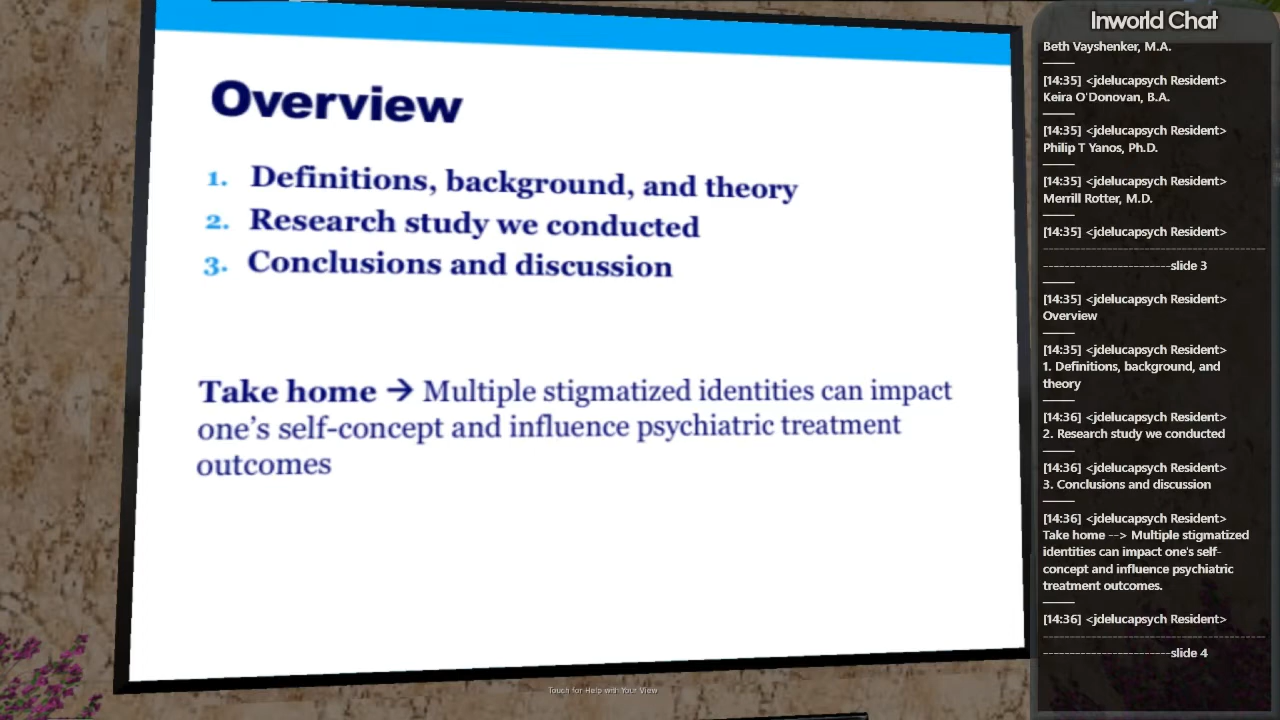 Overview
1. Definitions, background, and theory
2. Research study we conducted
3. Conclusions and discussion
Take home → Multiple stigmatized identities can impact
one's self-concept and influence psychiatric treatment
outcomes
Touch for Help with Your View
Inworld Chat
Beth Vayshenker, M.A.
[14:35] <jdelucapsych Resident>
Keira O'Donovan, B.A.
[14:35] <jdelucapsych Resident>
Philip T Yanos, Ph.D.
[14:35] <jdelucapsych Resident>
Merrill Rotter, M.D.
[14:35] <jdelucapsych Resident>
------------------------------------------
------------------------slide 3
[14:35] <jdelucapsych Resident>
Overview
[14:35] <jdelucapsych Resident>
1. Definitions, background, and
theory
[14:36] <jdelucapsych Resident>
2. Research study we conducted
[14:36] <jdelucapsych Resident>
3. Conclusions and discussion
[14:36] <jdelucapsych Resident>
Take home --> Multiple stigmatized
identities can impact one's self-
concept and influence psychiatric
treatment outcomes.
[14:36] <jdelucapsych Resident>
------------------------------------------
------------------------slide 4